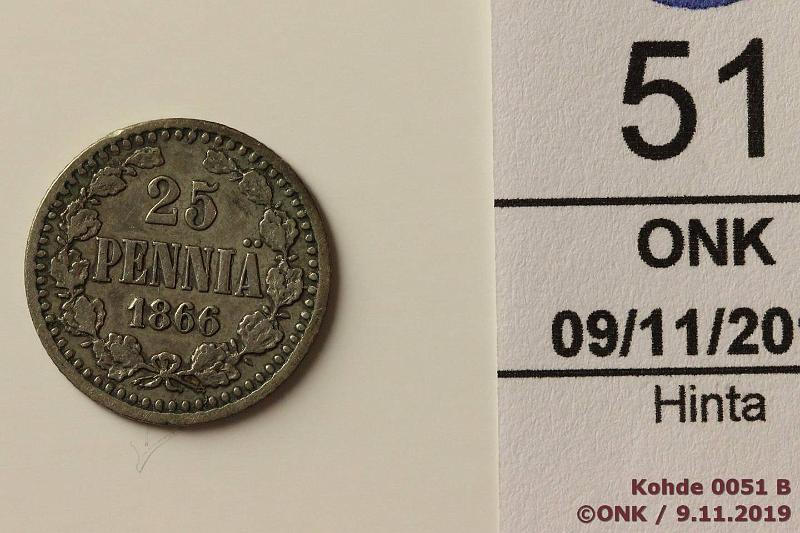 25
PENNIÄ
1866
51
ONK
09/11/20
Hinta
Kohde 0051 B
©ONK / 9.11.2019